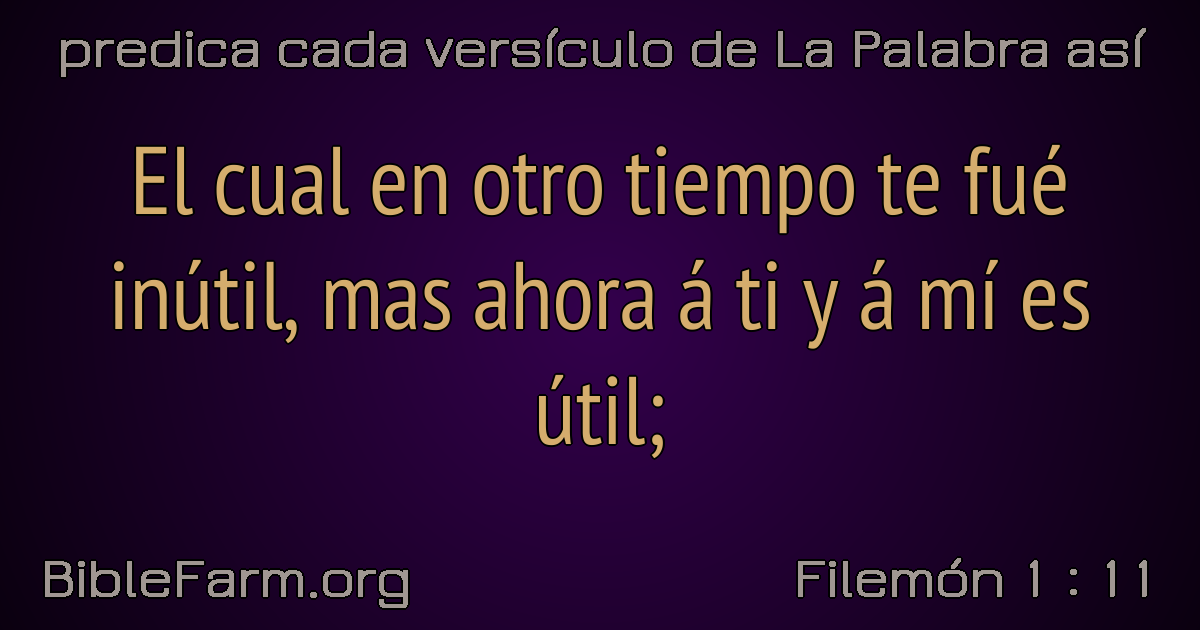 predica cada versículo de La Palabra así
El cual en otro tiempo te fué
inútil, mas ahora á ti y á mí es
útil;
BibleFarm.org
Filemón 1 : 11